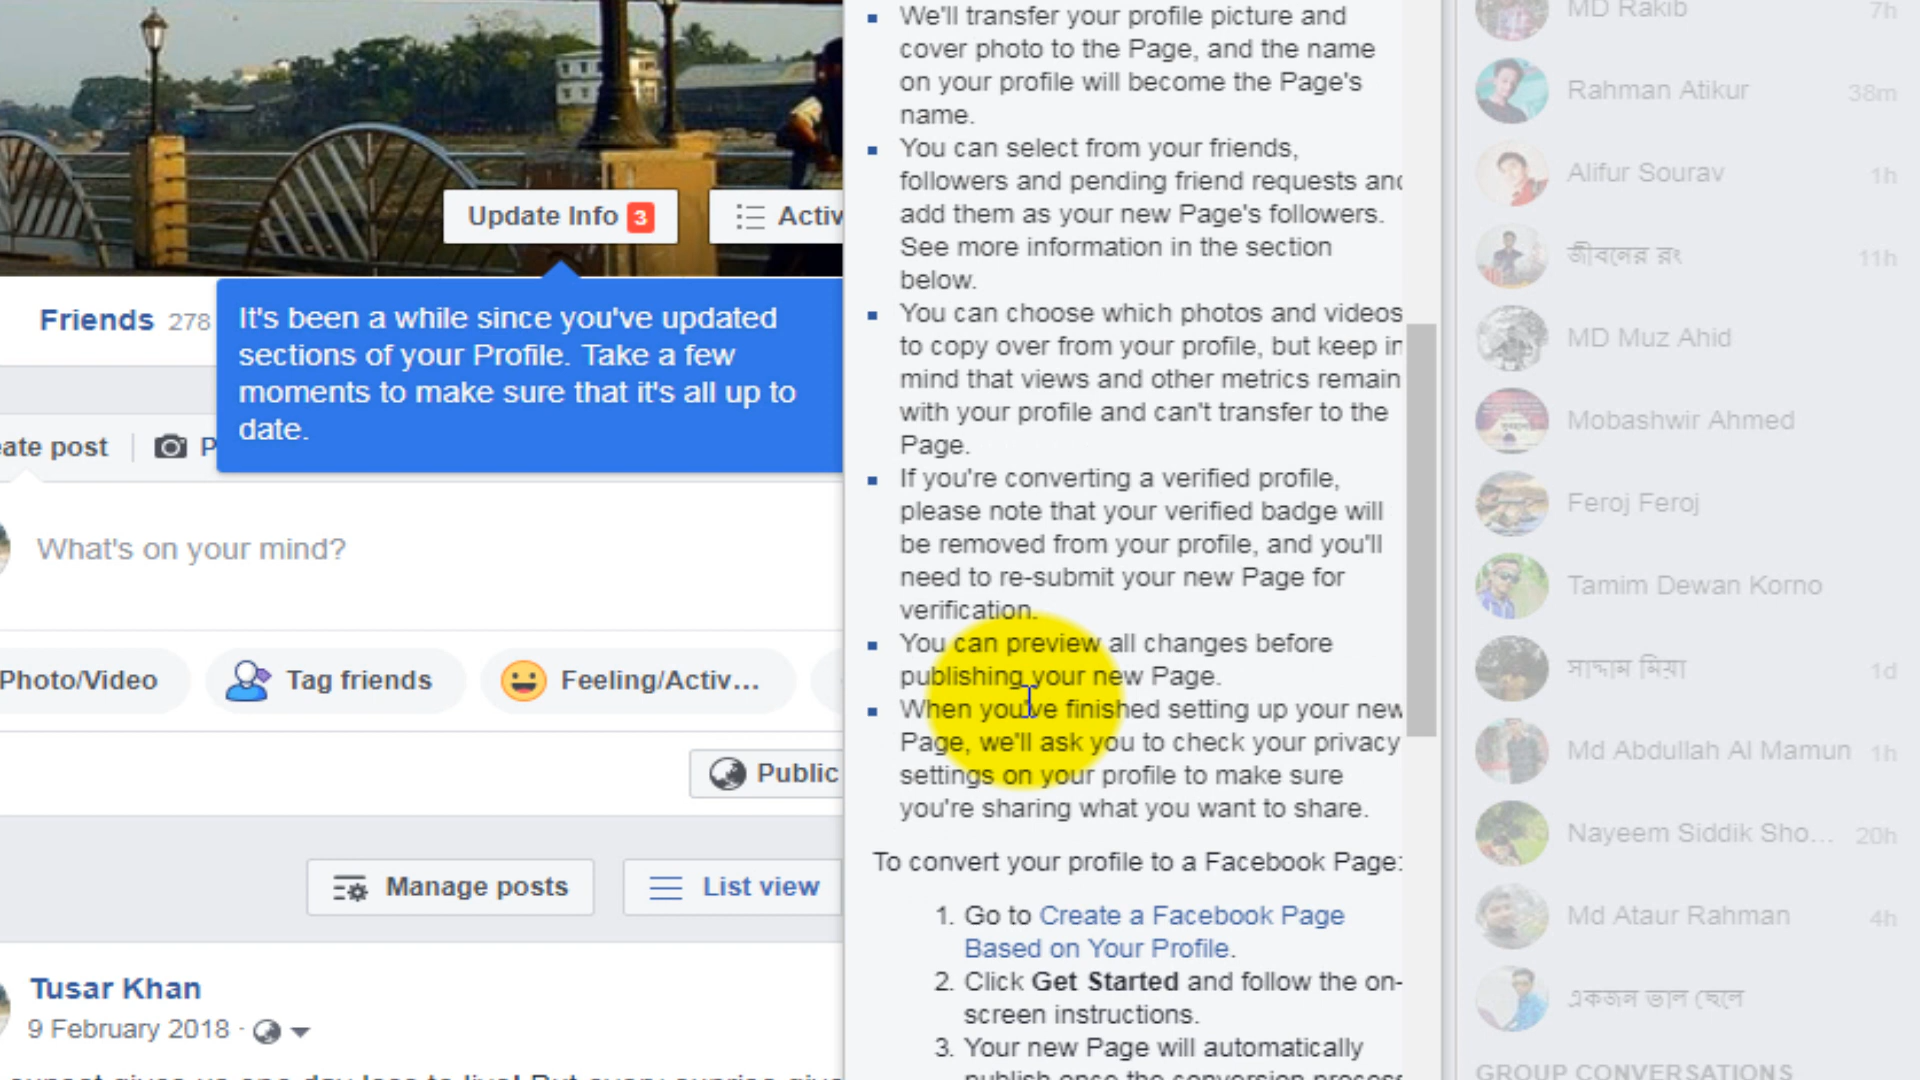 Update Info 3
Activ
Friends 278
It's been a while since you've updated
sections of your Profile. Take a few
moments to make sure that it's all up to
date.
ate post
P
What's on your mind?
Photo/Video
Tag friends
Feeling/Activ...
Public
Manage posts
List view
Tusar Khan
9 February 2018 ·
We'll transfer your profile picture and
cover photo to the Page, and the name
on your profile will become the Page's
name.
You can select from your friends,
followers and pending friend requests and
add them as your new Page's followers.
See more information in the section
below.
You can choose which photos and videos
to copy over from your profile, but keep in
mind that views and other metrics remain
with your profile and can't transfer to the
Page.
If you're converting a verified profile,
please note that your verified badge will
be removed from your profile, and you'll
need to re-submit your new Page for
verification.
You can preview all changes before
publishing your new Page.
When you've finished setting up your new
Page, we'll ask you to check your privacy
settings on your profile to make sure
you're sharing what you want to share.
To convert your profile to a Facebook Page:
1. Go to Create a Facebook Page
Based on Your Profile.
2. Click Get Started and follow the on-
screen instructions.
3. Your new Page will automatically
publish once the conversion process
MD Rakib 7h
Rahman Atikur 38m
Alifur Sourav 1h
জীবনের রং 11h
MD Muz Ahid
Mobashwir Ahmed
Feroj Feroj
Tamim Dewan Korno
সাদ্দাম মিয়া 1d
Md Abdullah Al Mamun 1h
Nayeem Siddik Sho... 20h
Md Ataur Rahman 4h
একজন ভাল ছেলে
GROUP CONVERSATIONS